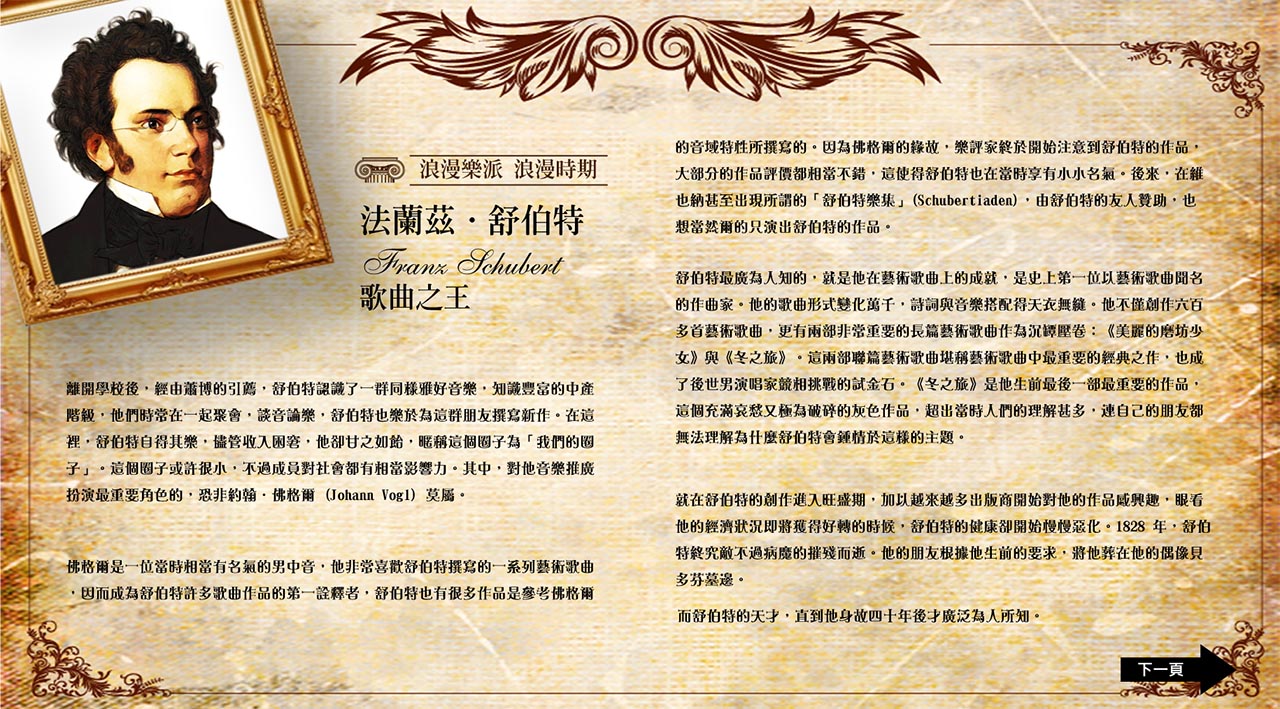 浪漫樂派 浪漫時期
法蘭茲．舒伯特
Franz Schubert
歌曲之王
離開學校後，經由蕭博的引薦，舒伯特認識了一群同樣雅好音樂，知識豐富的中產
階級，他們時常在一起聚會，談音論樂，舒伯特也樂於為這群朋友撰寫新作。在這
裡，舒伯特自得其樂，儘管收入困窘，他卻甘之如飴，暱稱這個圈子為「我們的圈
子」。這個圈子或許很小，不過成員對社會都有相當影響力。其中，對他音樂推廣
扮演最重要角色的，恐非約翰．佛格爾 (Johann Vogl) 莫屬。
佛格爾是一位當時相當有名氣的男中音，他非常喜歡舒伯特撰寫的一系列藝術歌曲
，因而成為舒伯特許多歌曲作品的第一詮釋者，舒伯特也有很多作品是參考佛格爾
的音域特性所撰寫的。因為佛格爾的緣故，樂評家終於開始注意到舒伯特的作品，
大部分的作品評價都相當不錯，這使得舒伯特也在當時享有小小名氣。後來，在維
也納甚至出現所謂的「舒伯特樂集」(Schubertiaden)，由舒伯特的友人贊助，也
想當然爾的只演出舒伯特的作品。
舒伯特最廣為人知的，就是他在藝術歌曲上的成就，是史上第一位以藝術歌曲聞名
的作曲家。他的歌曲形式變化萬千，詩詞與音樂搭配得天衣無縫。他不僅創作六百
多首藝術歌曲，更有兩部非常重要的長篇藝術歌曲作為沉罈壓卷：《美麗的磨坊少
女》與《冬之旅》。這兩部聯篇藝術歌曲堪稱藝術歌曲中最重要的經典之作，也成
了後世男演唱家競相挑戰的試金石。《冬之旅》是他生前最後一部最重要的作品，
這個充滿哀愁又極為破碎的灰色作品，超出當時人們的理解甚多，連自己的朋友都
無法理解為什麼舒伯特會鍾情於這樣的主題。
就在舒伯特的創作進入旺盛期，加以越來越多出版商開始對他的作品感興趣，眼看
他的經濟狀況即將獲得好轉的時候，舒伯特的健康卻開始慢慢惡化。1828 年，舒伯
特終究敵不過病魔的摧殘而逝。他的朋友根據他生前的要求，將他葬在他的偶像貝
多芬墓邊。
而舒伯特的天才，直到他身故四十年後才廣泛為人所知。
下一頁